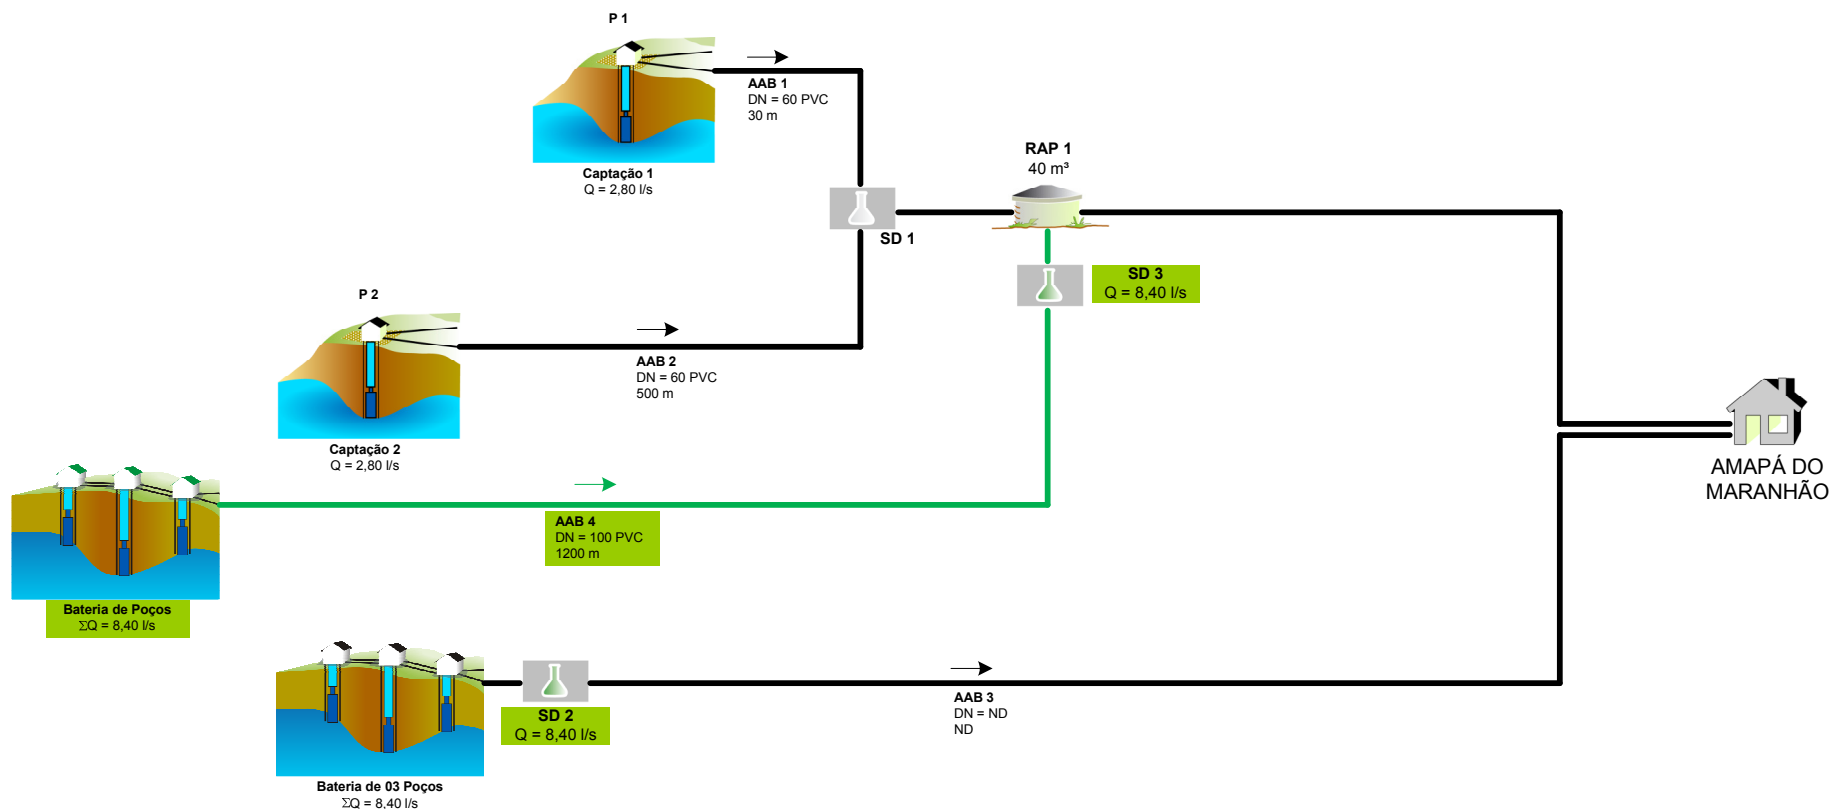 P 1
AAB 1
DN = 60 PVC
30 m
Captação 1
Q = 2,80 l/s
RAP 1
40 m³
SD 1
SD 3
Q = 8,40 l/s
P 2
AAB 2
DN = 60 PVC
500 m
Captação 2
Q = 2,80 l/s
AMAPÁ DO
MARANHÃO
AAB 4
DN = 100 PVC
1200 m
Bateria de Poços
ΣQ = 8,40 l/s
SD 2
Q = 8,40 l/s
AAB 3
DN = ND
ND
Bateria de 03 Poços
ΣQ = 8,40 l/s